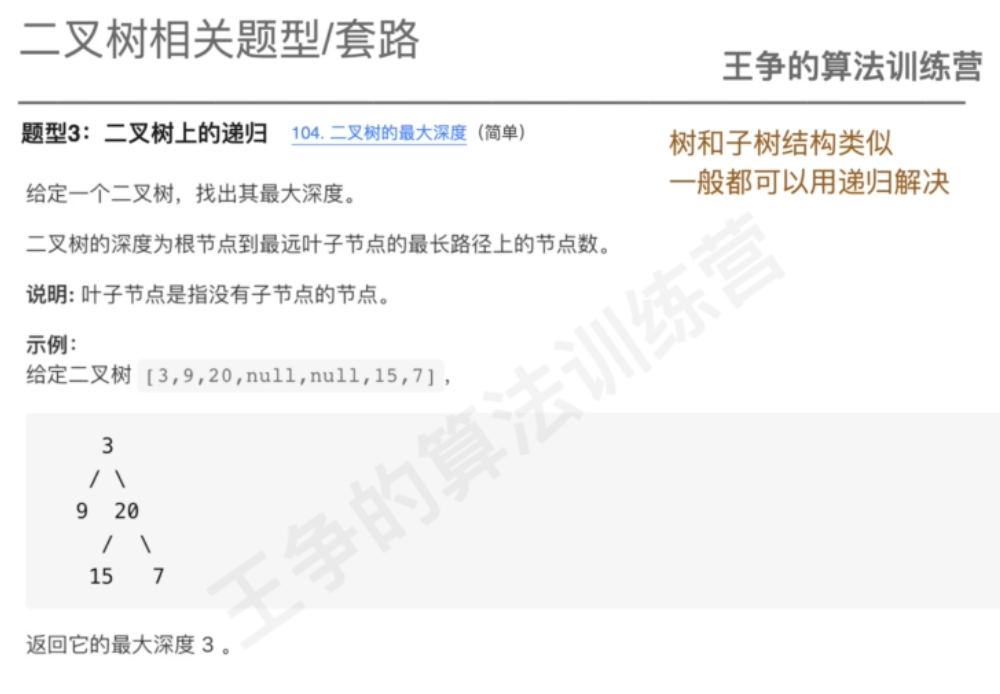 二叉树相关题型/套路
王争的算法训练营
题型3：二叉树上的递归 104. 二叉树的最大深度（简单）
树和子树结构类似
一般都可以用递归解决
给定一个二叉树，找出其最大深度。
二叉树的深度为根节点到最远叶子节点的最长路径上的节点数。
说明: 叶子节点是指没有子节点的节点。
示例：
给定二叉树 [3,9,20,null,null,15,7]，
3
/ \
9 20
/ \
15 7
返回它的最大深度 3 。
王争的算法训练营